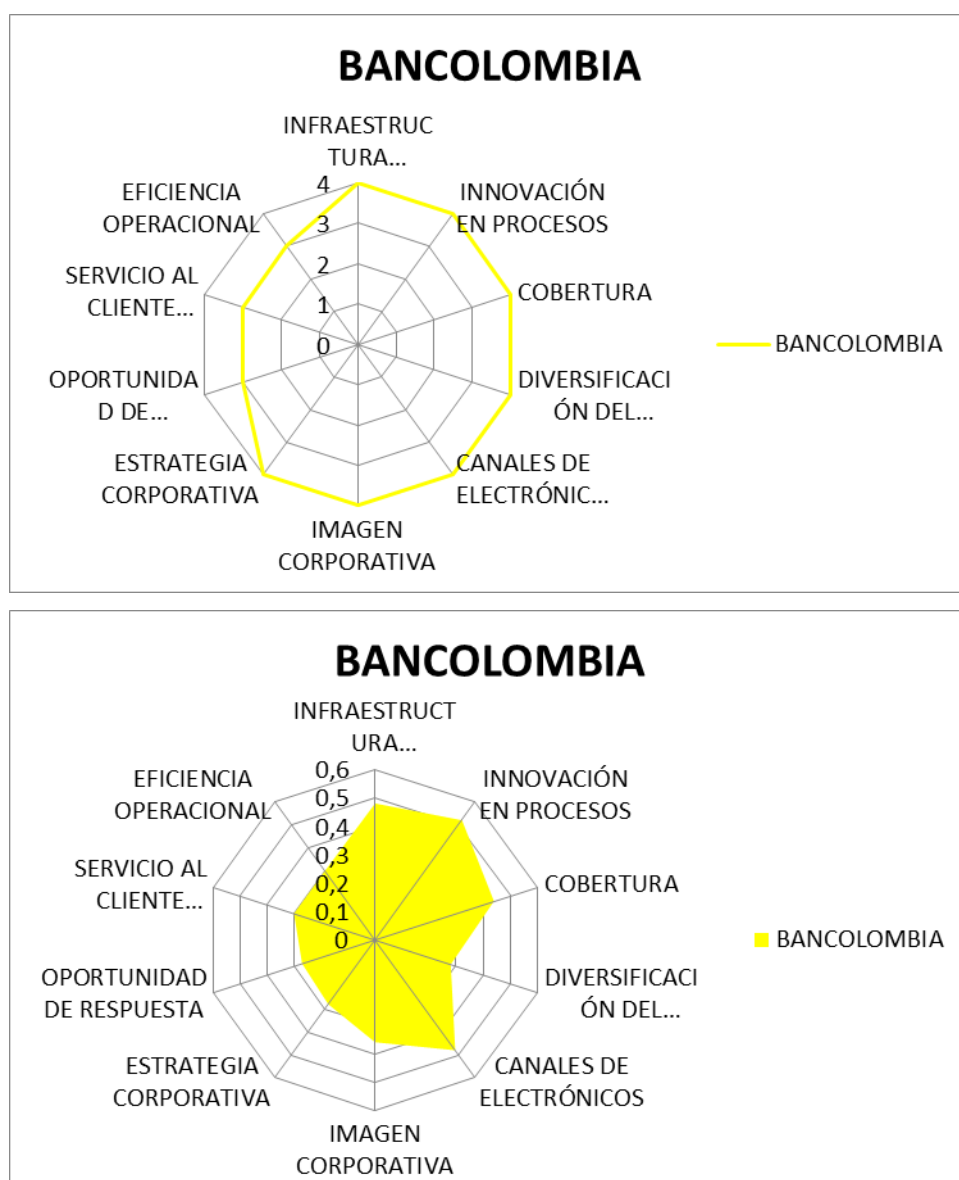 BANCOLOMBIA
INFRAESTRUC
TURA...
INNOVACIÓN
EN PROCESOS
COBERTURA
DIVERSIFICACI
ÓN DEL...
CANALES DE
ELECTRÓNIC...
IMAGEN
CORPORATIVA
ESTRATEGIA
CORPORATIVA
OPORTUNIDA
D DE...
SERVICIO AL
CLIENTE...
EFICIENCIA
OPERACIONAL
4
3
2
1
0
BANCOLOMBIA
BANCOLOMBIA
INFRAESTRUCT
URA...
INNOVACIÓN
EN PROCESOS
COBERTURA
DIVERSIFICACI
ÓN DEL...
CANALES DE
ELECTRÓNICOS
IMAGEN
CORPORATIVA
ESTRATEGIA
CORPORATIVA
OPORTUNIDAD
DE RESPUESTA
SERVICIO AL
CLIENTE...
EFICIENCIA
OPERACIONAL
0,6
0,5
0,4
0,3
0,2
0,1
0
BANCOLOMBIA